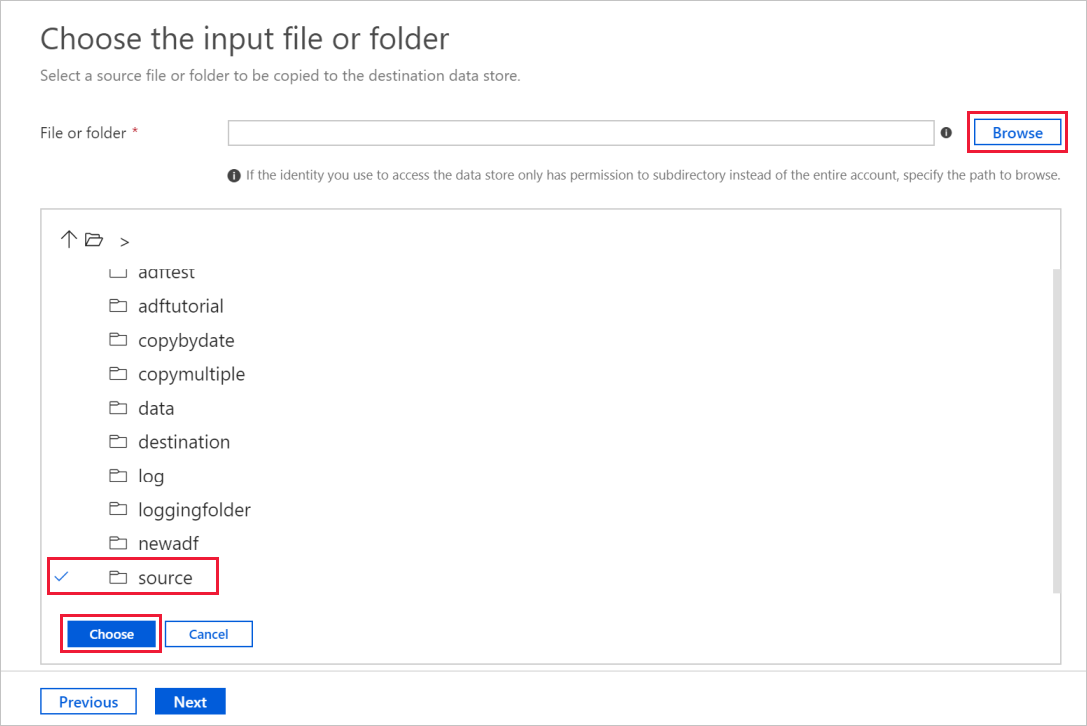 Choose the input file or folder
Select a source file or folder to be copied to the destination data store.
File or folder *
Browse
If the identity you use to access the data store only has permission to subdirectory instead of the entire account, specify the path to browse.
>
adftest
adftutorial
copybydate
copymultiple
data
destination
log
loggingfolder
newadf
source
Choose Cancel
Previous Next